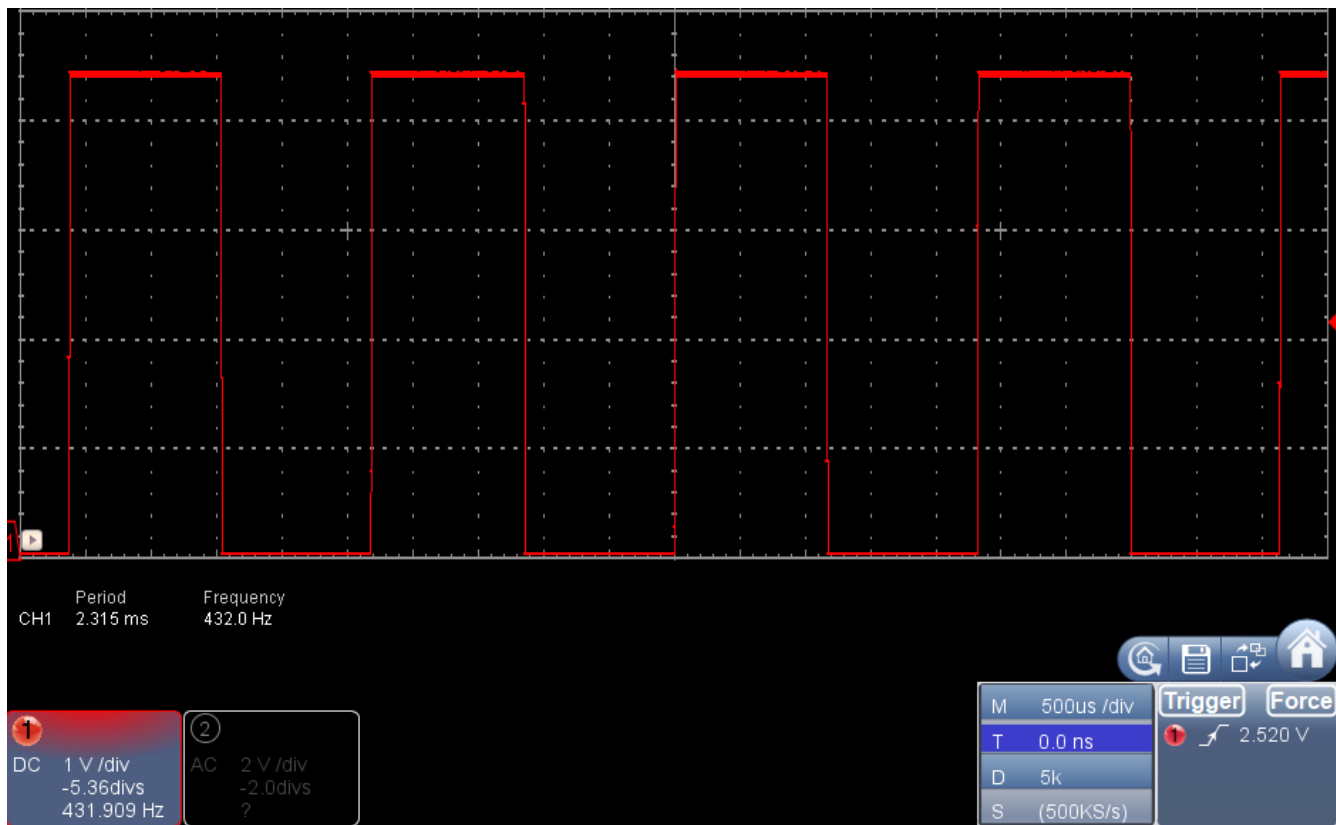 1
Period Frequency
CH1 2.315 ms 432.0 Hz
1
DC 1 V /div
-5.36divs
431.909 Hz
2
AC 2 V /div
-2.0divs
?
M 500us /div
T 0.0 ns
D 5k
S (500KS/s)
Trigger Force
1 2.520 V